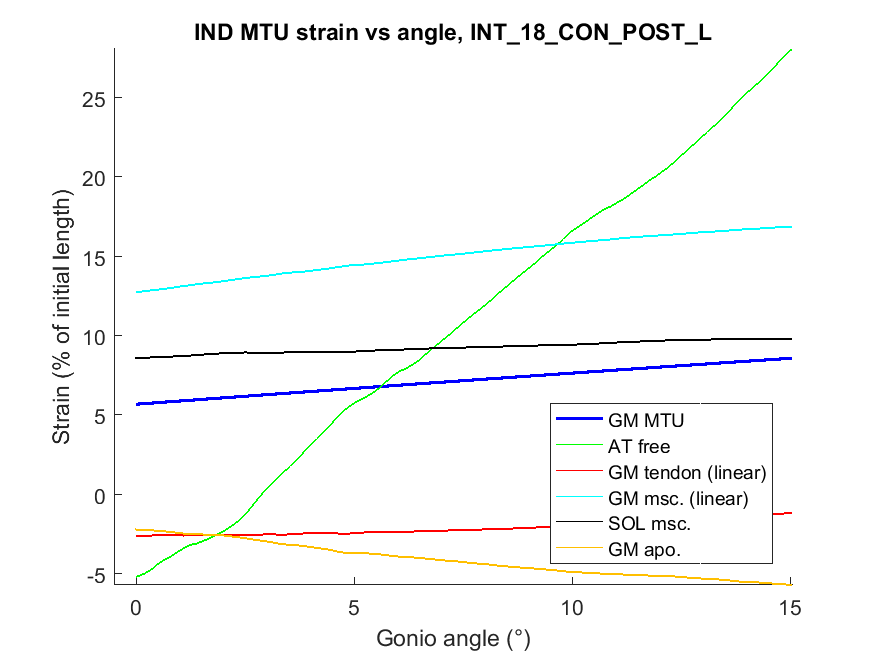 IND MTU strain vs angle, INT_18_CON_POST_L
Strain (% of initial length)
25
20
15
10
5
0
-5
0 5 10 15
Gonio angle (°)
GM MTU
AT free
GM tendon (linear)
GM msc. (linear)
SOL msc.
GM apo.